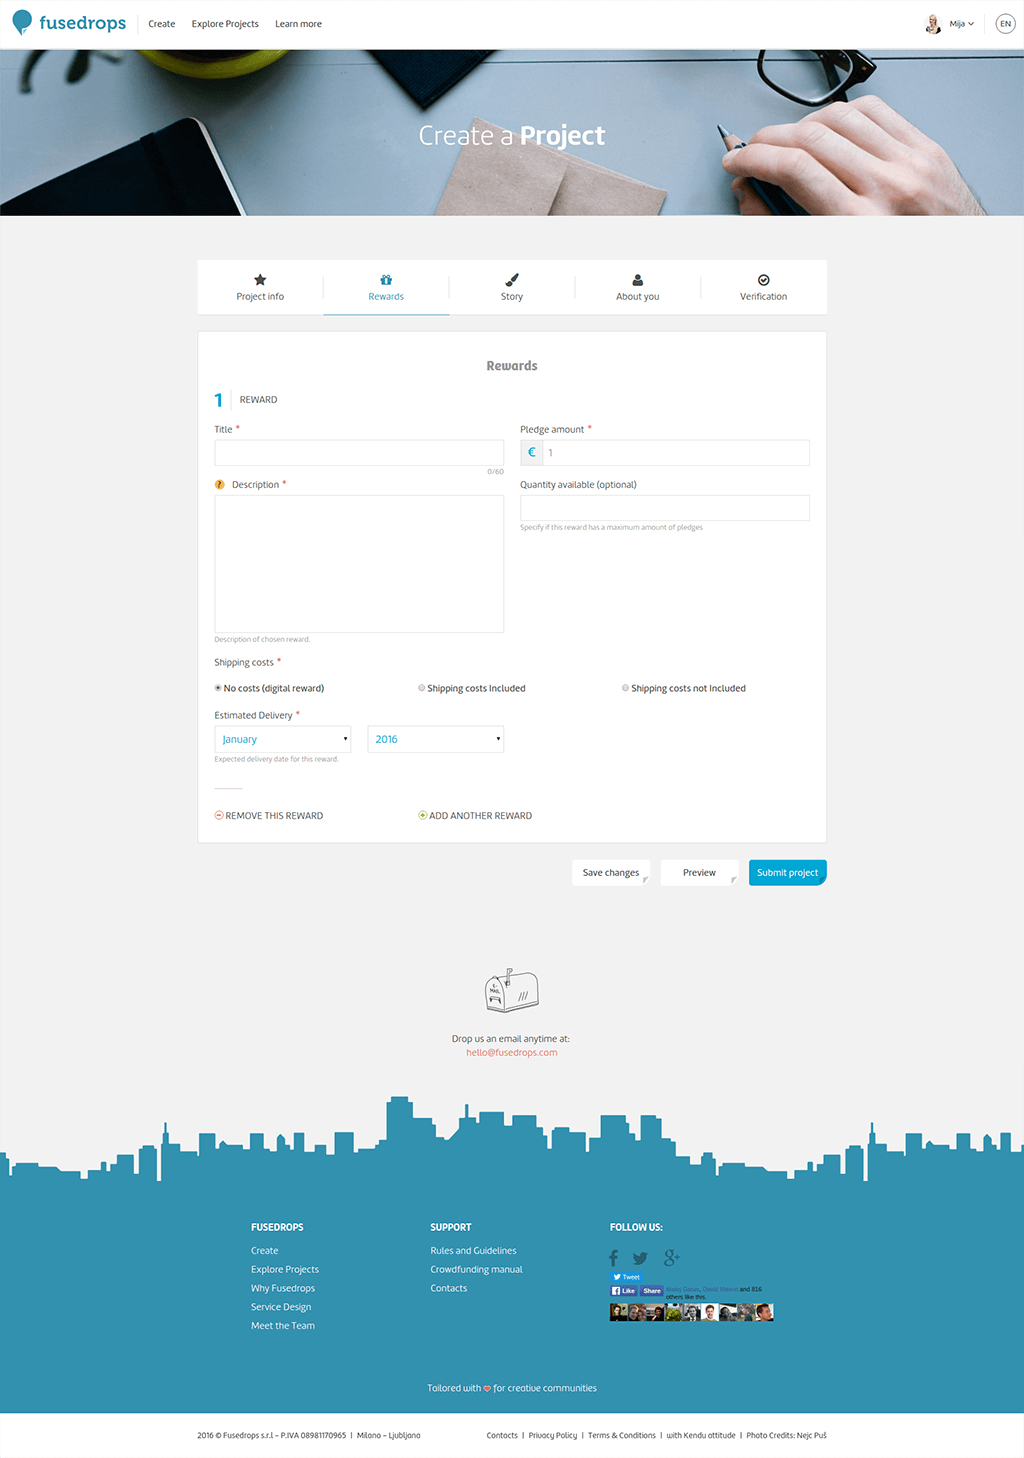 fusedrops
Create
Explore Projects
Learn more
Mija
EN
Create a Project
Project info
Rewards
Story
About you
Verification
Rewards
1 REWARD
Title *
0/60
Pledge amount *
€ 1
? Description *
Description of chosen reward.
Quantity available (optional)
Specify if this reward has a maximum amount of pledges
Shipping costs *
No costs (digital reward)
Shipping costs Included
Shipping costs not Included
Estimated Delivery *
January
2016
Expected delivery date for this reward.
REMOVE THIS REWARD
ADD ANOTHER REWARD
Save changes
Preview
Submit project
E-
MAIL
Drop us an email anytime at:
hello@fusedrops.com
FUSEDROPS
Create
Explore Projects
Why Fusedrops
Service Design
Meet the Team
SUPPORT
Rules and Guidelines
Crowdfunding manual
Contacts
FOLLOW US:
Tweet
Like
Share
and 816
others like this.
Tailored with ❤ for creative communities
2016 © Fusedrops s.r.l – P.IVA 08981170965 | Milano – Ljubljana
Contacts | Privacy Policy | Terms & Conditions | with Kendu attitude | Photo Credits: Nejc Puš